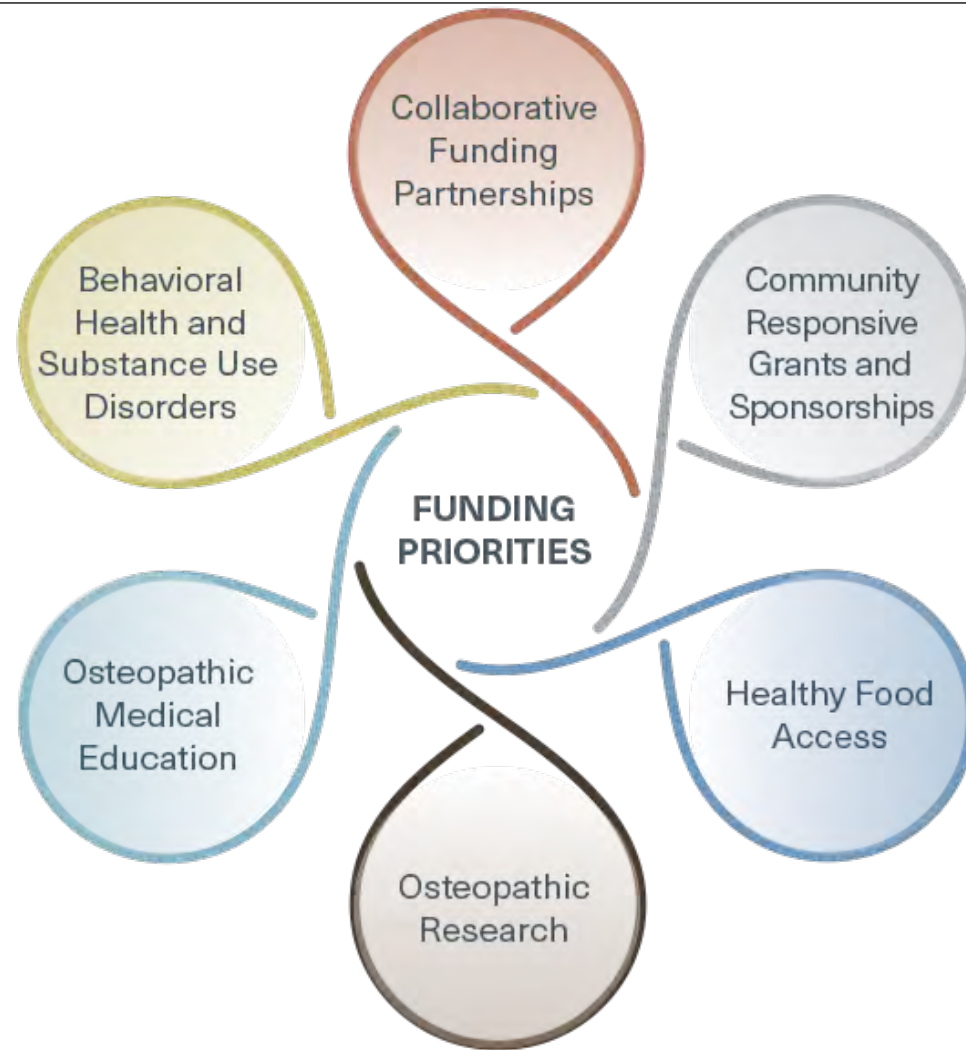 Collaborative
Funding
Partnerships
Behavioral
Health and
Substance Use
Disorders
Community
Responsive
Grants and
Sponsorships
FUNDING
PRIORITIES
Osteopathic
Medical
Education
Healthy Food
Access
Osteopathic
Research